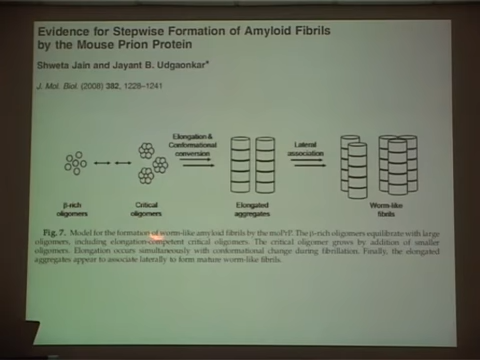 Evidence for Stepwise Formation of Amyloid Fibrils
by the Mouse Prion Protein
Shweta Jain and Jayant B. Udgaonkar*
J. Mol. Biol. (2008) 382, 1228–1241
Elongation &
Conformational
conversion
Lateral
association
β-rich
oligomers
Critical
oligomers
Elongated
aggregates
Worm-like
fibrils
Fig. 7. Model for the formation of worm-like amyloid fibrils by the moPrP. The β-rich oligomers equilibrate with large
oligomers, including elongation-competent critical oligomers. The critical oligomer grows by addition of smaller
oligomers. Elongation occurs simultaneously with conformational change during fibrillation. Finally, the elongated
aggregates appear to associate laterally to form mature worm-like fibrils.